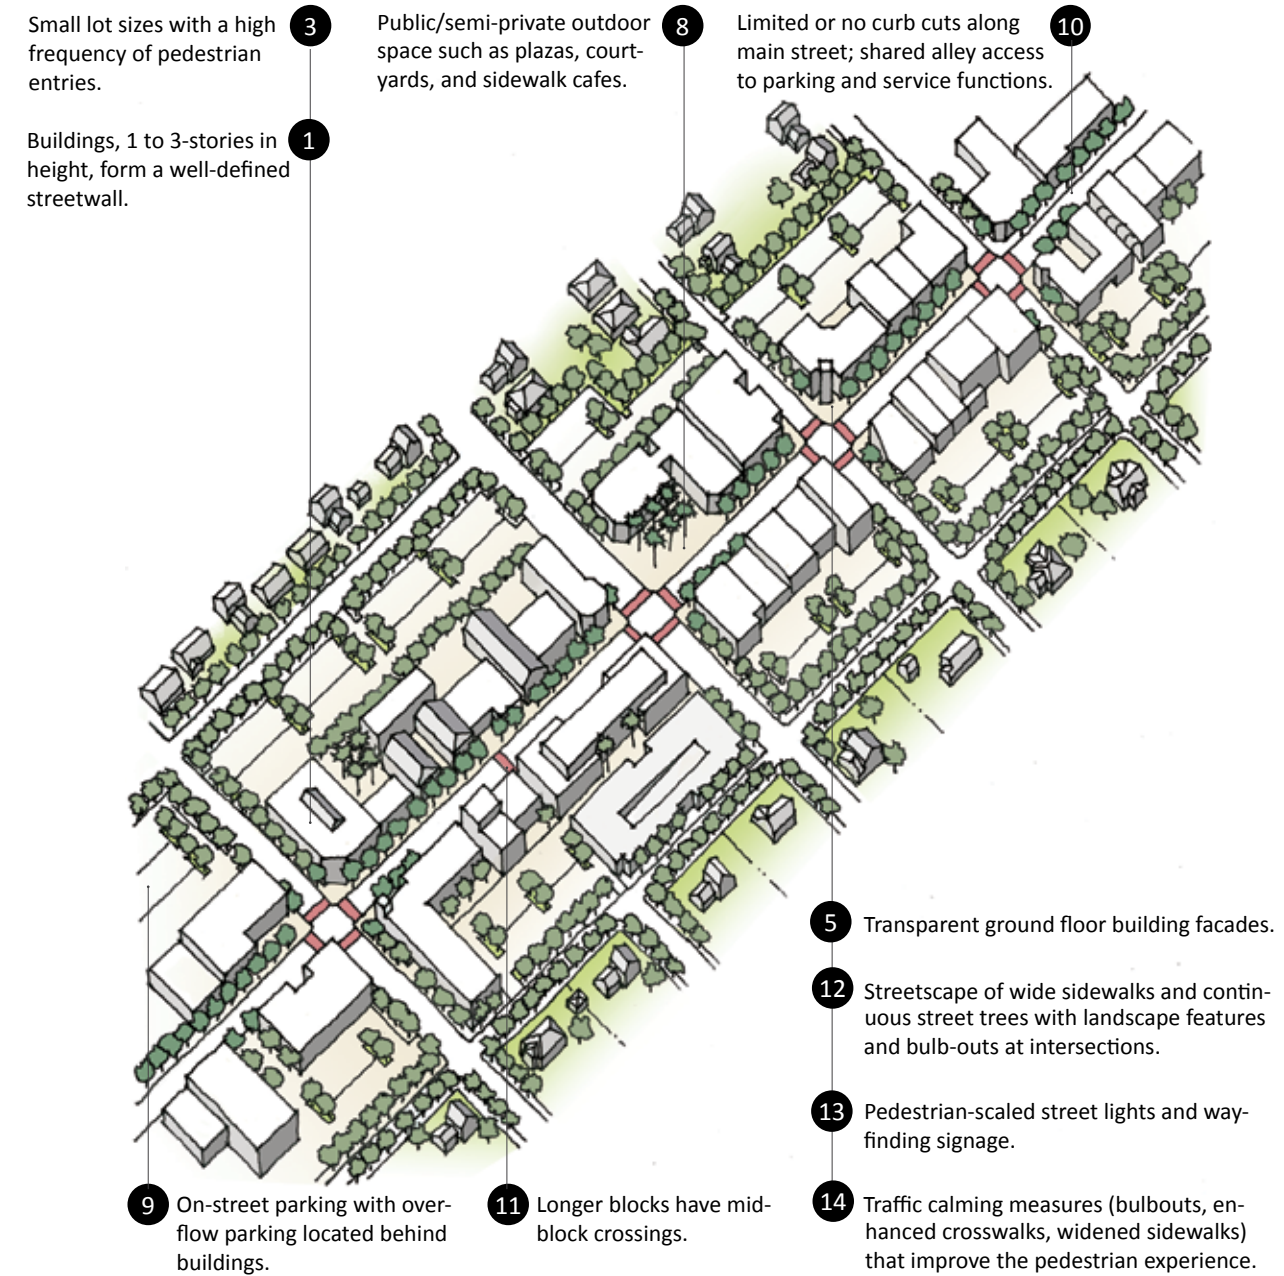 3
Small lot sizes with a high
frequency of pedestrian
entries.
1
Buildings, 1 to 3-stories in
height, form a well-defined
streetwall.
8
Public/semi-private outdoor
space such as plazas, court-
yards, and sidewalk cafes.
10
Limited or no curb cuts along
main street; shared alley access
to parking and service functions.
5
Transparent ground floor building facades.
12
Streetscape of wide sidewalks and contin-
uous street trees with landscape features
and bulb-outs at intersections.
13
Pedestrian-scaled street lights and way-
finding signage.
9
On-street parking with over-
flow parking located behind
buildings.
11
Longer blocks have mid-
block crossings.
14
Traffic calming measures (bulbouts, en-
hanced crosswalks, widened sidewalks)
that improve the pedestrian experience.